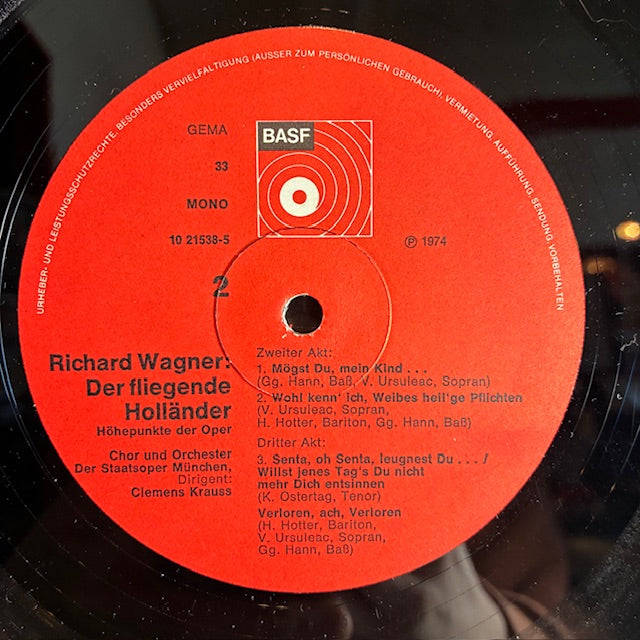 URHEBER- UND LEISTUNGSSCHUTZRECHTE, BESONDERS VERVIELFÄLTIGUNG (AUSSER ZUM PERSÖNLICHEN GEBRAUCH), VERMIETUNG, AUFFÜHRUNG, SENDUNG, VORBEHALTEN
GEMA
BASF
33
MONO
10 21538-5
Ⓟ 1974
2
Richard Wagner:
Der fliegende
Holländer
Höhepunkte der Oper
Chor und Orchester
Der Staatsoper München,
Dirigent:
Clemens Krauss
Zweiter Akt:
1. Mögst Du, mein Kind . . .
(Gg. Hann, Baß, V. Ursuleac, Sopran)
2. Wohl kenn' ich, Weibes heil'ge Pflichten
(V. Ursuleac, Sopran,
H. Hotter, Bariton, Gg. Hann, Baß)
Dritter Akt:
3. Senta, oh Senta, leugnest Du . . . /
Willst jenes Tag's Du nicht
mehr Dich entsinnen
(K. Ostertag, Tenor)
Verloren, ach, Verloren
(H. Hotter, Bariton,
V. Ursuleac, Sopran,
Gg. Hann, Baß)